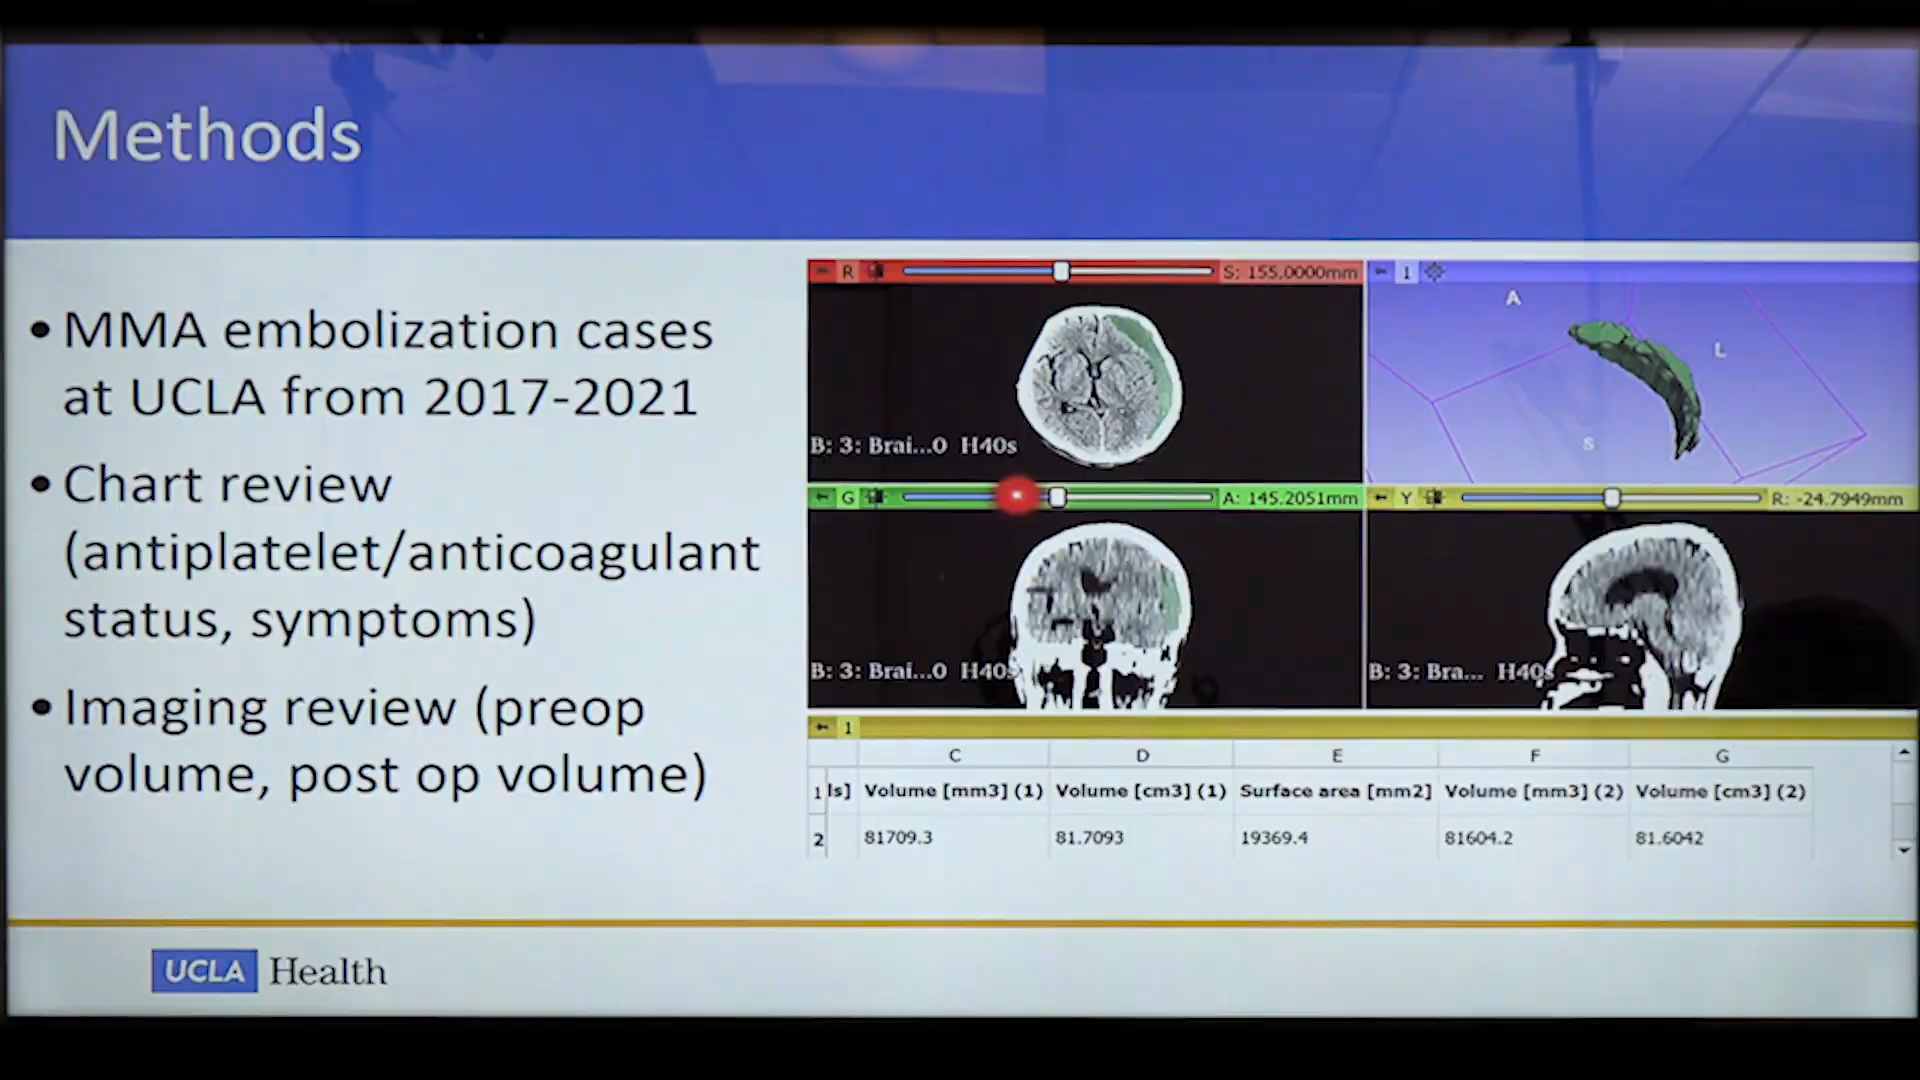 Methods
• MMA embolization cases
at UCLA from 2017-2021
• Chart review
(antiplatelet/anticoagulant
status, symptoms)
• Imaging review (preop
volume, post op volume)
R S: 155.0000mm
1
A
L
S
B: 3: Brai...0 H40s
G A: 145.2051mm
Y R: -24.7949mm
B: 3: Brai...0 H40s
B: 3: Bra... H40s
1
C D E F G
1 ls] Volume [mm3] (1) Volume [cm3] (1) Surface area [mm2] Volume [mm3] (2) Volume [cm3] (2)
2 81709.3 81.7093 19369.4 81604.2 81.6042
UCLA Health